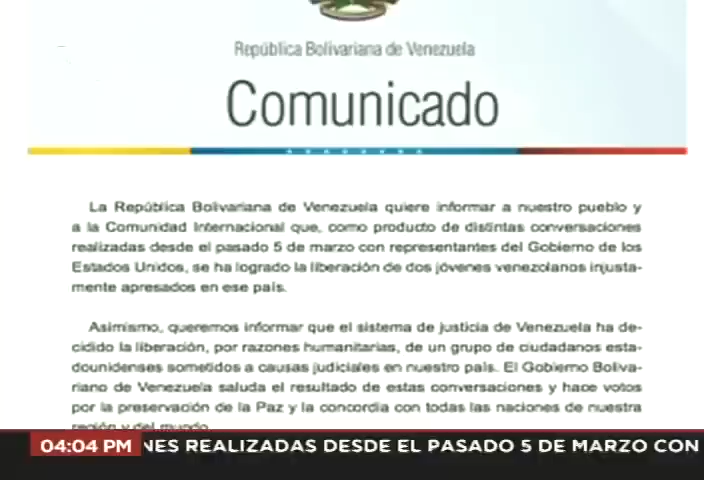 República Bolivariana de Venezuela
Comunicado
La República Bolivariana de Venezuela quiere informar a nuestro pueblo y
a la Comunidad Internacional que, como producto de distintas conversaciones
realizadas desde el pasado 5 de marzo con representantes del Gobierno de los
Estados Unidos, se ha logrado la liberación de dos jóvenes venezolanos injusta-
mente apresados en ese país.
Asimismo, queremos informar que el sistema de justicia de Venezuela ha de-
cidido la liberación, por razones humanitarias, de un grupo de ciudadanos esta-
dounidenses sometidos a causas judiciales en nuestro país. El Gobierno Boliva-
riano de Venezuela saluda el resultado de estas conversaciones y hace votos
por la preservación de la Paz y la concordia con todas las naciones de nuestra
región y del mundo.
04:04 PM NES REALIZADAS DESDE EL PASADO 5 DE MARZO CON